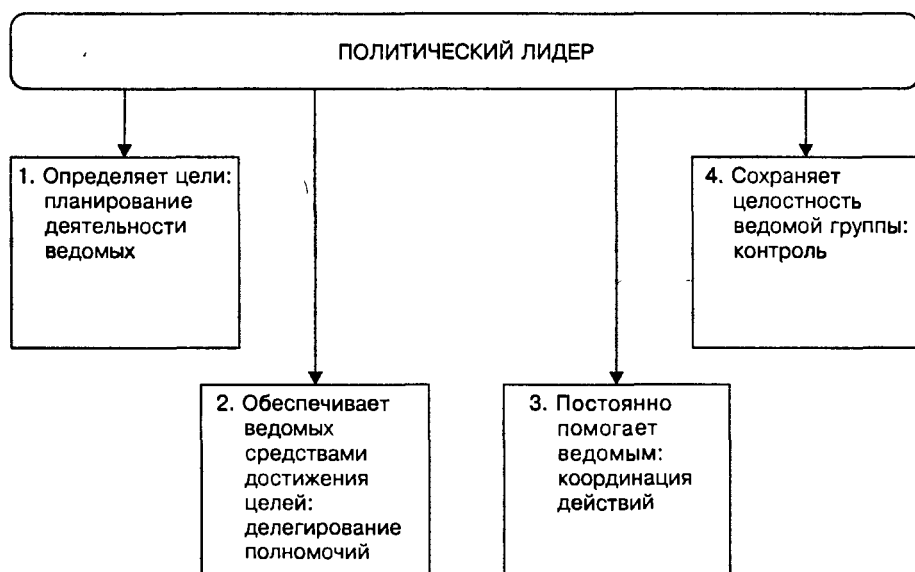 ПОЛИТИЧЕСКИЙ ЛИДЕР
1. Определяет цели:
планирование
деятельности
ведомых
2. Обеспечивает
ведомых
средствами
достижения
целей:
делегирование
полномочий
3. Постоянно
помогает
ведомым:
координация
действий
4. Сохраняет
целостность
ведомой группы:
контроль